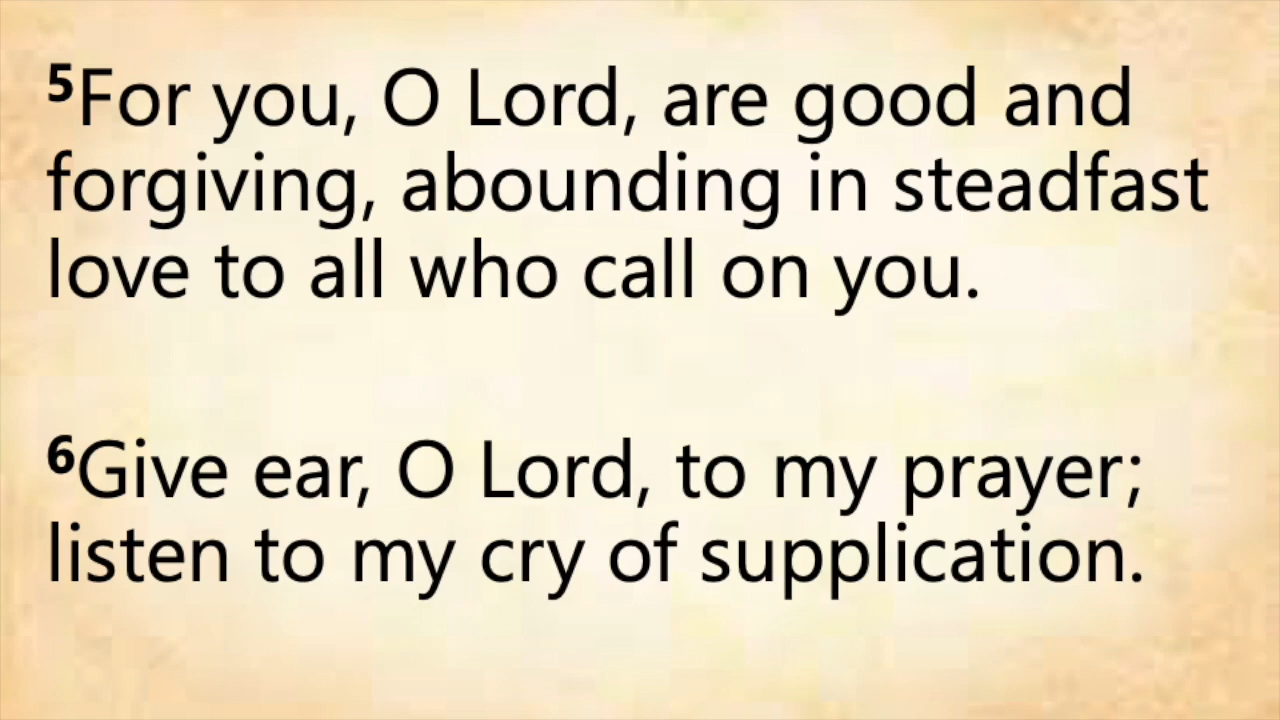 5For you, O Lord, are good and
forgiving, abounding in steadfast
love to all who call on you.
6Give ear, O Lord, to my prayer;
listen to my cry of supplication.